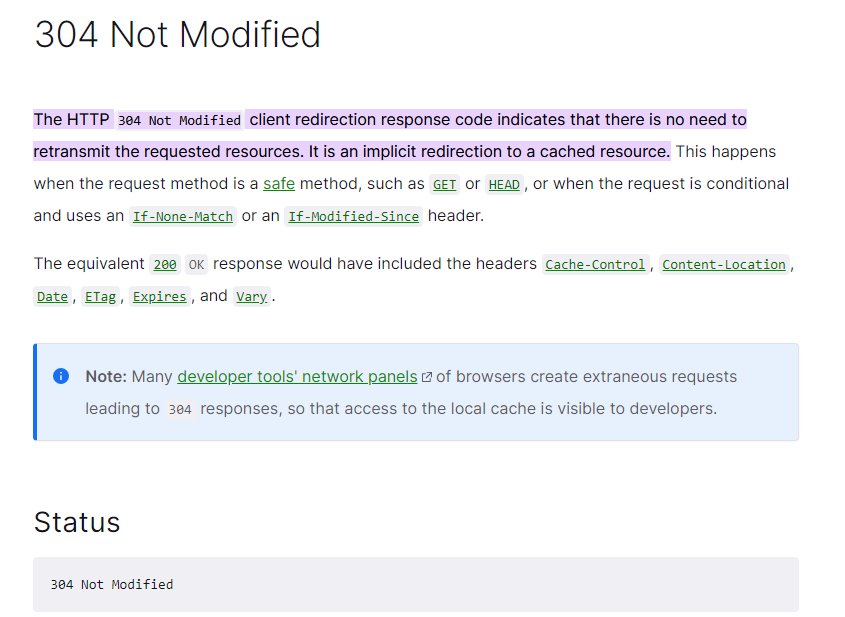 304 Not Modified
The HTTP 304 Not Modified client redirection response code indicates that there is no need to
retransmit the requested resources. It is an implicit redirection to a cached resource. This happens
when the request method is a safe method, such as GET or HEAD, or when the request is conditional
and uses an If-None-Match or an If-Modified-Since header.
The equivalent 200 OK response would have included the headers Cache-Control, Content-Location,
Date, ETag, Expires, and Vary.
Note: Many developer tools' network panels of browsers create extraneous requests
leading to 304 responses, so that access to the local cache is visible to developers.
Status
304 Not Modified